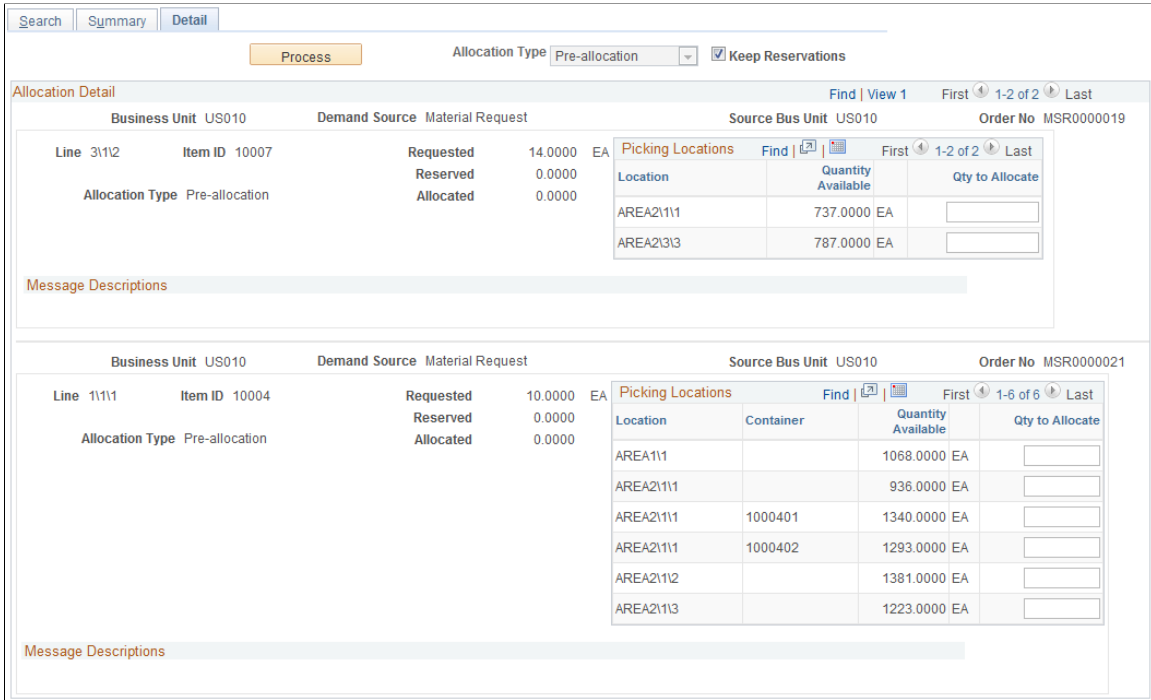 Search Summary Detail
Process Allocation Type Pre-allocation Keep Reservations
Allocation Detail Find | View 1 First 1-2 of 2 Last
Business Unit US010 Demand Source Material Request Source Bus Unit US010 Order No MSR0000019
Line 3\1\2 Item ID 10007 Requested 14.0000 EA
Reserved 0.0000
Allocation Type Pre-allocation Allocated 0.0000
Picking Locations Find | | First 1-2 of 2 Last
Location Quantity Available Qty to Allocate
AREA2\1\1 737.0000 EA
AREA2\3\3 787.0000 EA
Message Descriptions
Business Unit US010 Demand Source Material Request Source Bus Unit US010 Order No MSR0000021
Line 1\1\1 Item ID 10004 Requested 10.0000 EA
Reserved 0.0000
Allocation Type Pre-allocation Allocated 0.0000
Picking Locations Find | | First 1-6 of 6 Last
Location Container Quantity Available Qty to Allocate
AREA1\1 1068.0000 EA
AREA2\1\1 936.0000 EA
AREA2\1\1 1000401 1340.0000 EA
AREA2\1\1 1000402 1293.0000 EA
AREA2\1\2 1381.0000 EA
AREA2\1\3 1223.0000 EA
Message Descriptions